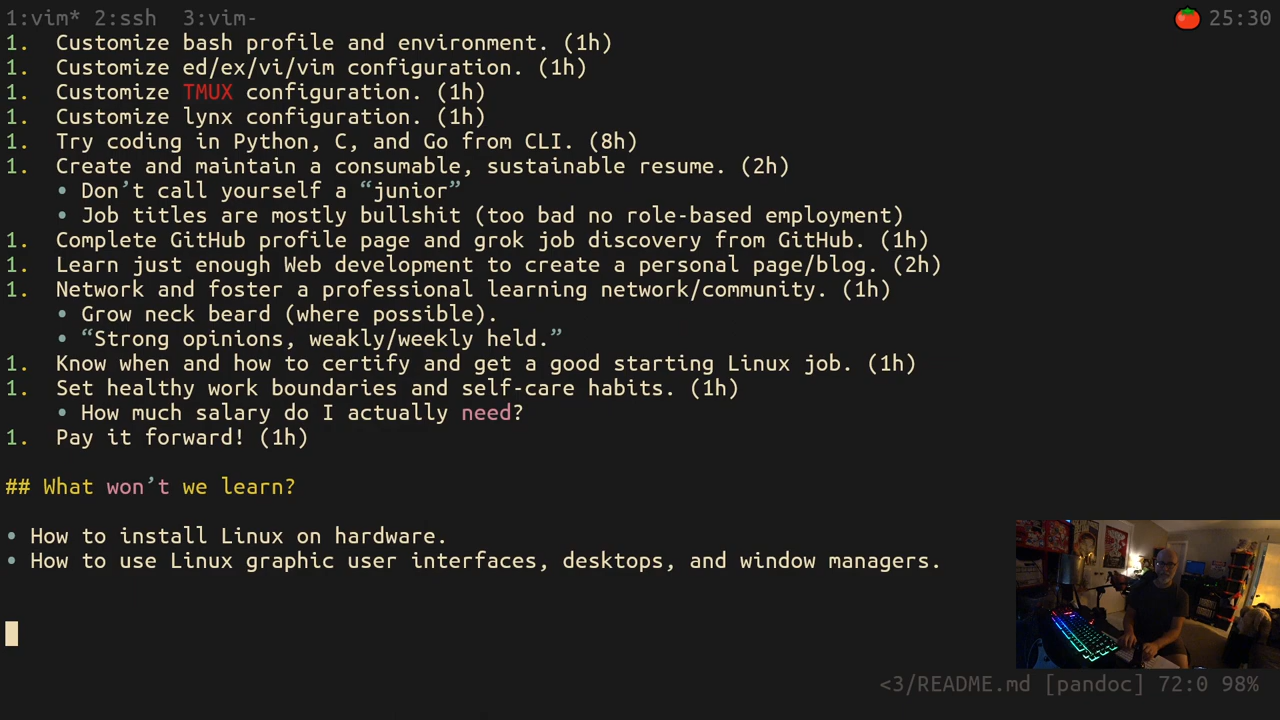 1:vim* 2:ssh  3:vim-
🍅 25:30
1.  Customize bash profile and environment. (1h)
1.  Customize ed/ex/vi/vim configuration. (1h)
1.  Customize TMUX configuration. (1h)
1.  Customize lynx configuration. (1h)
1.  Try coding in Python, C, and Go from CLI. (8h)
1.  Create and maintain a consumable, sustainable resume. (2h)
• Don’t call yourself a “junior”
• Job titles are mostly bullshit (too bad no role-based employment)
1.  Complete GitHub profile page and grok job discovery from GitHub. (1h)
1.  Learn just enough Web development to create a personal page/blog. (2h)
1.  Network and foster a professional learning network/community. (1h)
• Grow neck beard (where possible).
• “Strong opinions, weakly/weekly held.”
1.  Know when and how to certify and get a good starting Linux job. (1h)
1.  Set healthy work boundaries and self-care habits. (1h)
• How much salary do I actually need?
1.  Pay it forward! (1h)
## What won’t we learn?
• How to install Linux on hardware.
• How to use Linux graphic user interfaces, desktops, and window managers.
<3/README.md [pandoc] 72:0 98%